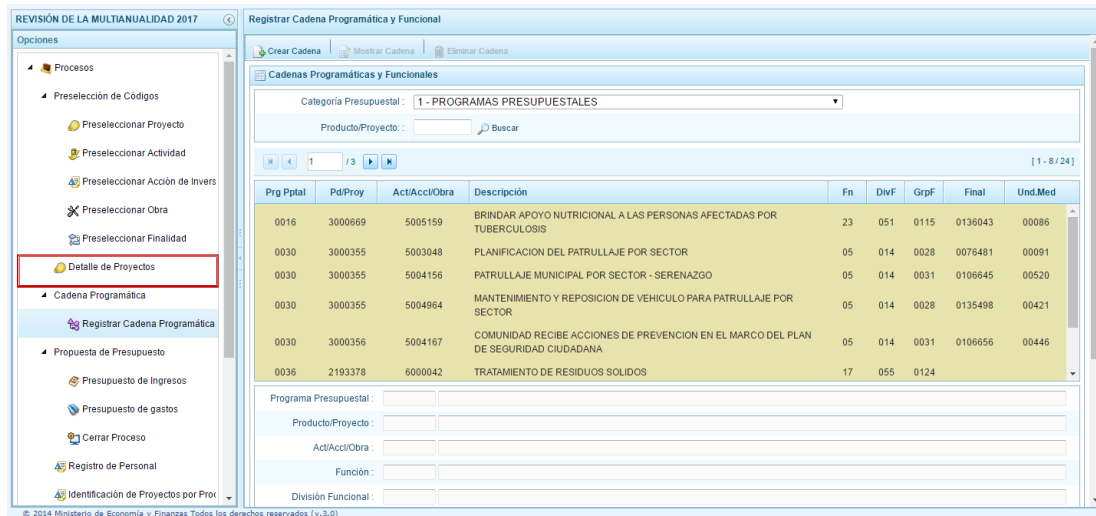 REVISIÓN DE LA MULTIANUALIDAD 2017
Opciones
Procesos
Preselección de Códigos
Preseleccionar Proyecto
Preseleccionar Actividad
Preseleccionar Acción de Invers
Preseleccionar Obra
Preseleccionar Finalidad
Detalle de Proyectos
Cadena Programática
Registrar Cadena Programática
Propuesta de Presupuesto
Presupuesto de Ingresos
Presupuesto de gastos
Cerrar Proceso
Registro de Personal
Identificación de Proyectos por Proc
Registrar Cadena Programática y Funcional
Crear Cadena Mostrar Cadena Eliminar Cadena
Cadenas Programáticas y Funcionales
Categoría Presupuestal : 1 - PROGRAMAS PRESUPUESTALES
Producto/Proyecto: : Buscar
1 / 3 [ 1 - 8 / 24 ]
Prg Pptal Pd/Proy Act/AccI/Obra Descripción Fn DivF GrpF Final Und.Med
0016 3000669 5005159 BRINDAR APOYO NUTRICIONAL A LAS PERSONAS AFECTADAS POR TUBERCULOSIS 23 051 0115 0136043 00086
0030 3000355 5003048 PLANIFICACION DEL PATRULLAJE POR SECTOR 05 014 0028 0076481 00091
0030 3000355 5004156 PATRULLAJE MUNICIPAL POR SECTOR - SERENAZGO 05 014 0031 0106645 00520
0030 3000355 5004964 MANTENIMIENTO Y REPOSICION DE VEHICULO PARA PATRULLAJE POR SECTOR 05 014 0028 0135498 00421
0030 3000356 5004167 COMUNIDAD RECIBE ACCIONES DE PREVENCION EN EL MARCO DEL PLAN DE SEGURIDAD CIUDADANA 05 014 0031 0106656 00446
0036 2193378 6000042 TRATAMIENTO DE RESIDUOS SOLIDOS 17 055 0124
Programa Presupuestal :
Producto/Proyecto :
Act/AccI/Obra :
Función :
División Funcional :
© 2014 Ministerio de Economía y Finanzas Todos los derechos reservados (v.3.0)